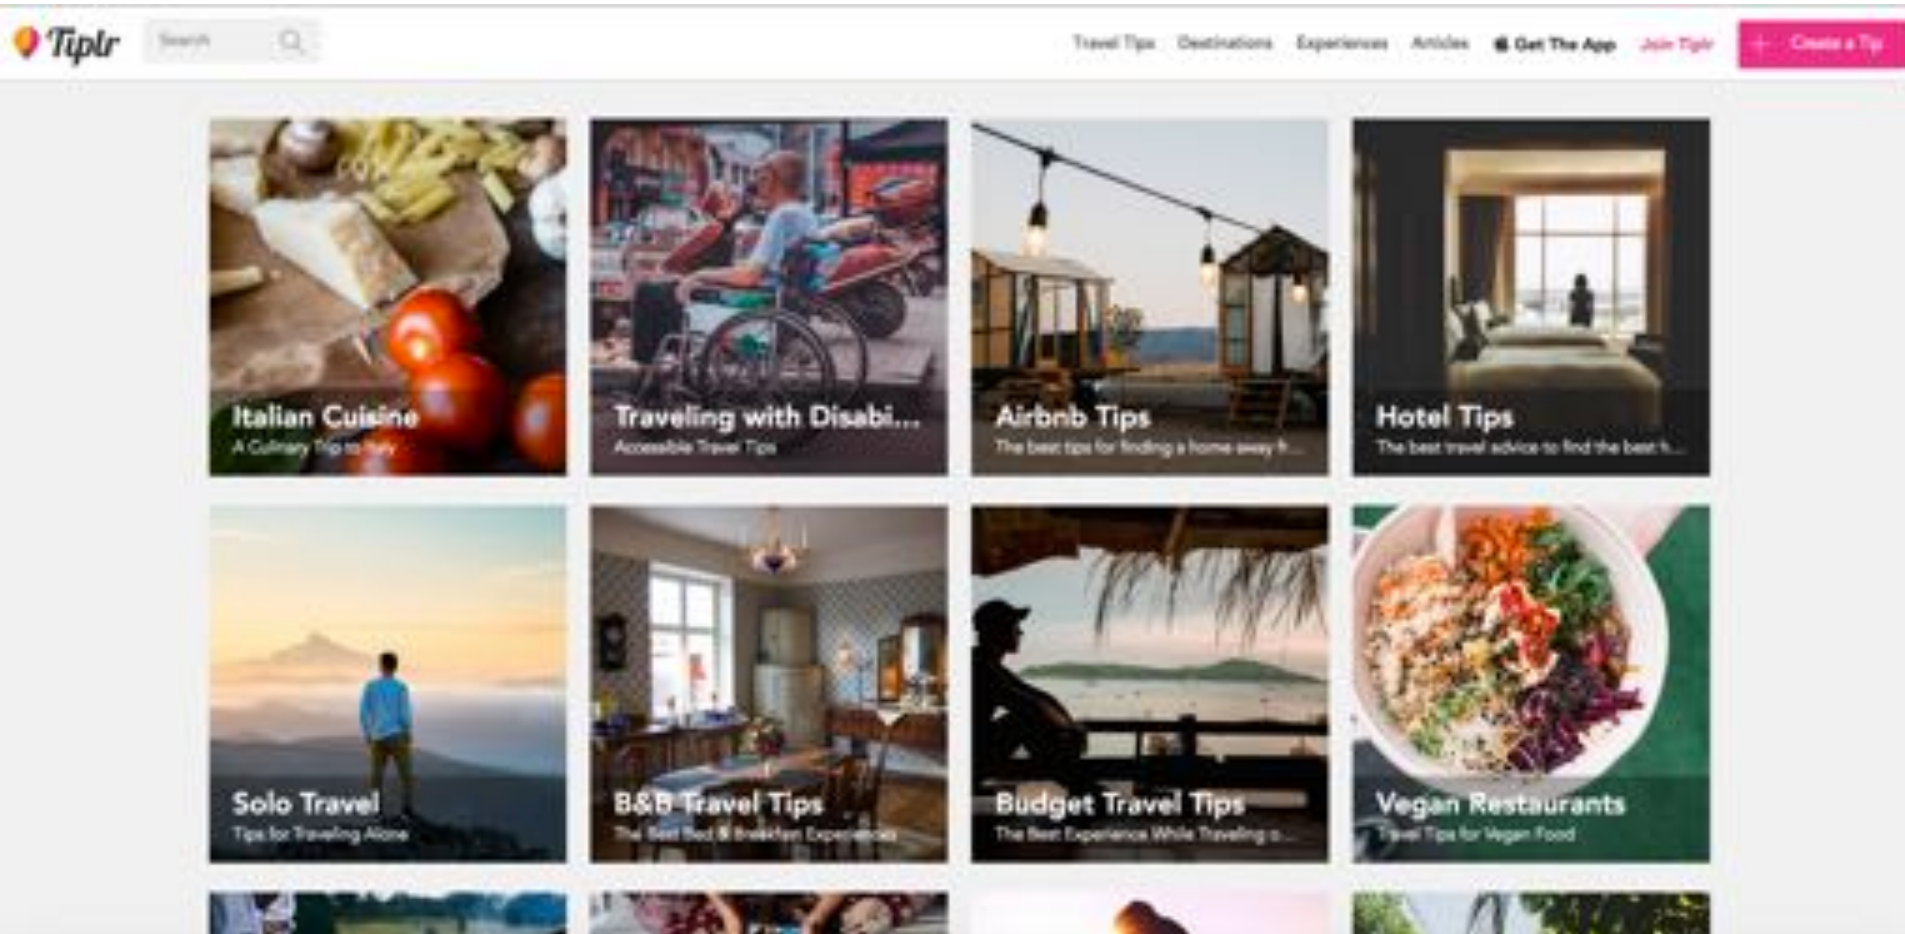 Tiplr
Search
Travel Tips
Destinations
Experiences
Articles
Get The App
Join Tiplr
+ Create a Tip
Italian Cuisine
A Culinary Trip to Italy
Traveling with Disabi...
Accessible Travel Tips
Airbnb Tips
The best tips for finding a home away fr...
Hotel Tips
The best travel advice to find the best h...
Solo Travel
Tips for Traveling Alone
B&B Travel Tips
The Best Bed & Breakfast Experiences
Budget Travel Tips
The Best Experience While Traveling o...
Vegan Restaurants
Travel Tips for Vegan Food